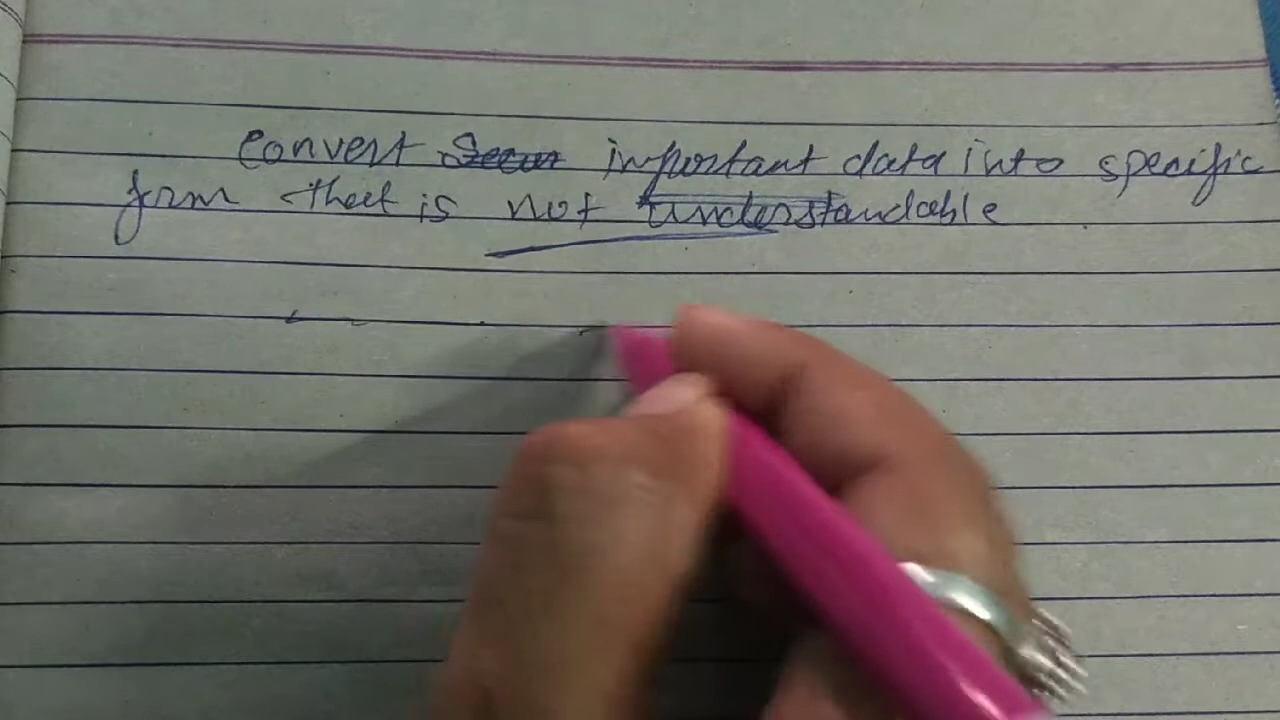 Convert important data into specific
form that is not understandable